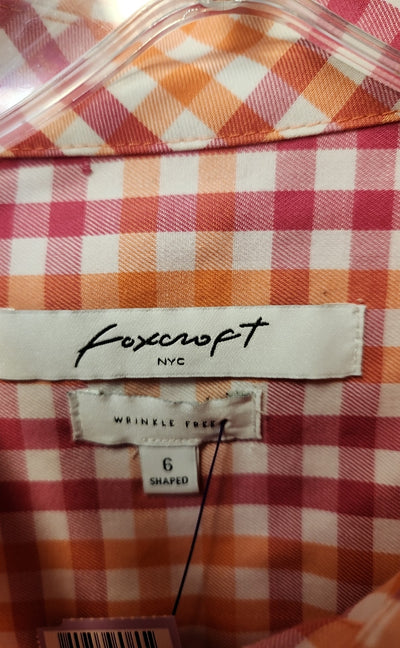 Foxcroft
NYC
WRINKLE FREE
6
SHAPED